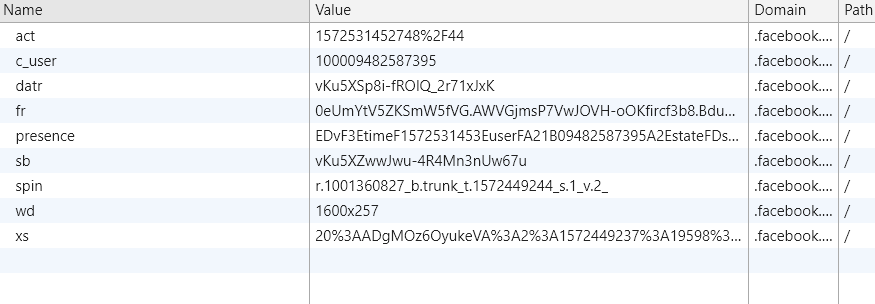 Name Value Domain Path
act 1572531452748%2F44 .facebook.... /
c_user 100009482587395 .facebook.... /
datr vKu5XSp8i-fROIQ_2r71xJxK .facebook.... /
fr 0eUmYtV5ZKSmW5fVG.AWVGjmsP7VwJOVH-oOKfircf3b8.Bdu... .facebook.... /
presence EDvF3EtimeF1572531453EuserFA21B09482587395A2EstateFDs... .facebook.... /
sb vKu5XZwwJwu-4R4Mn3nUw67u .facebook.... /
spin r.1001360827_b.trunk_t.1572449244_s.1_v.2_ .facebook.... /
wd 1600x257 .facebook.... /
xs 20%3AADgMOz6OyukeVA%3A2%3A1572449237%3A19598%3... .facebook.... /